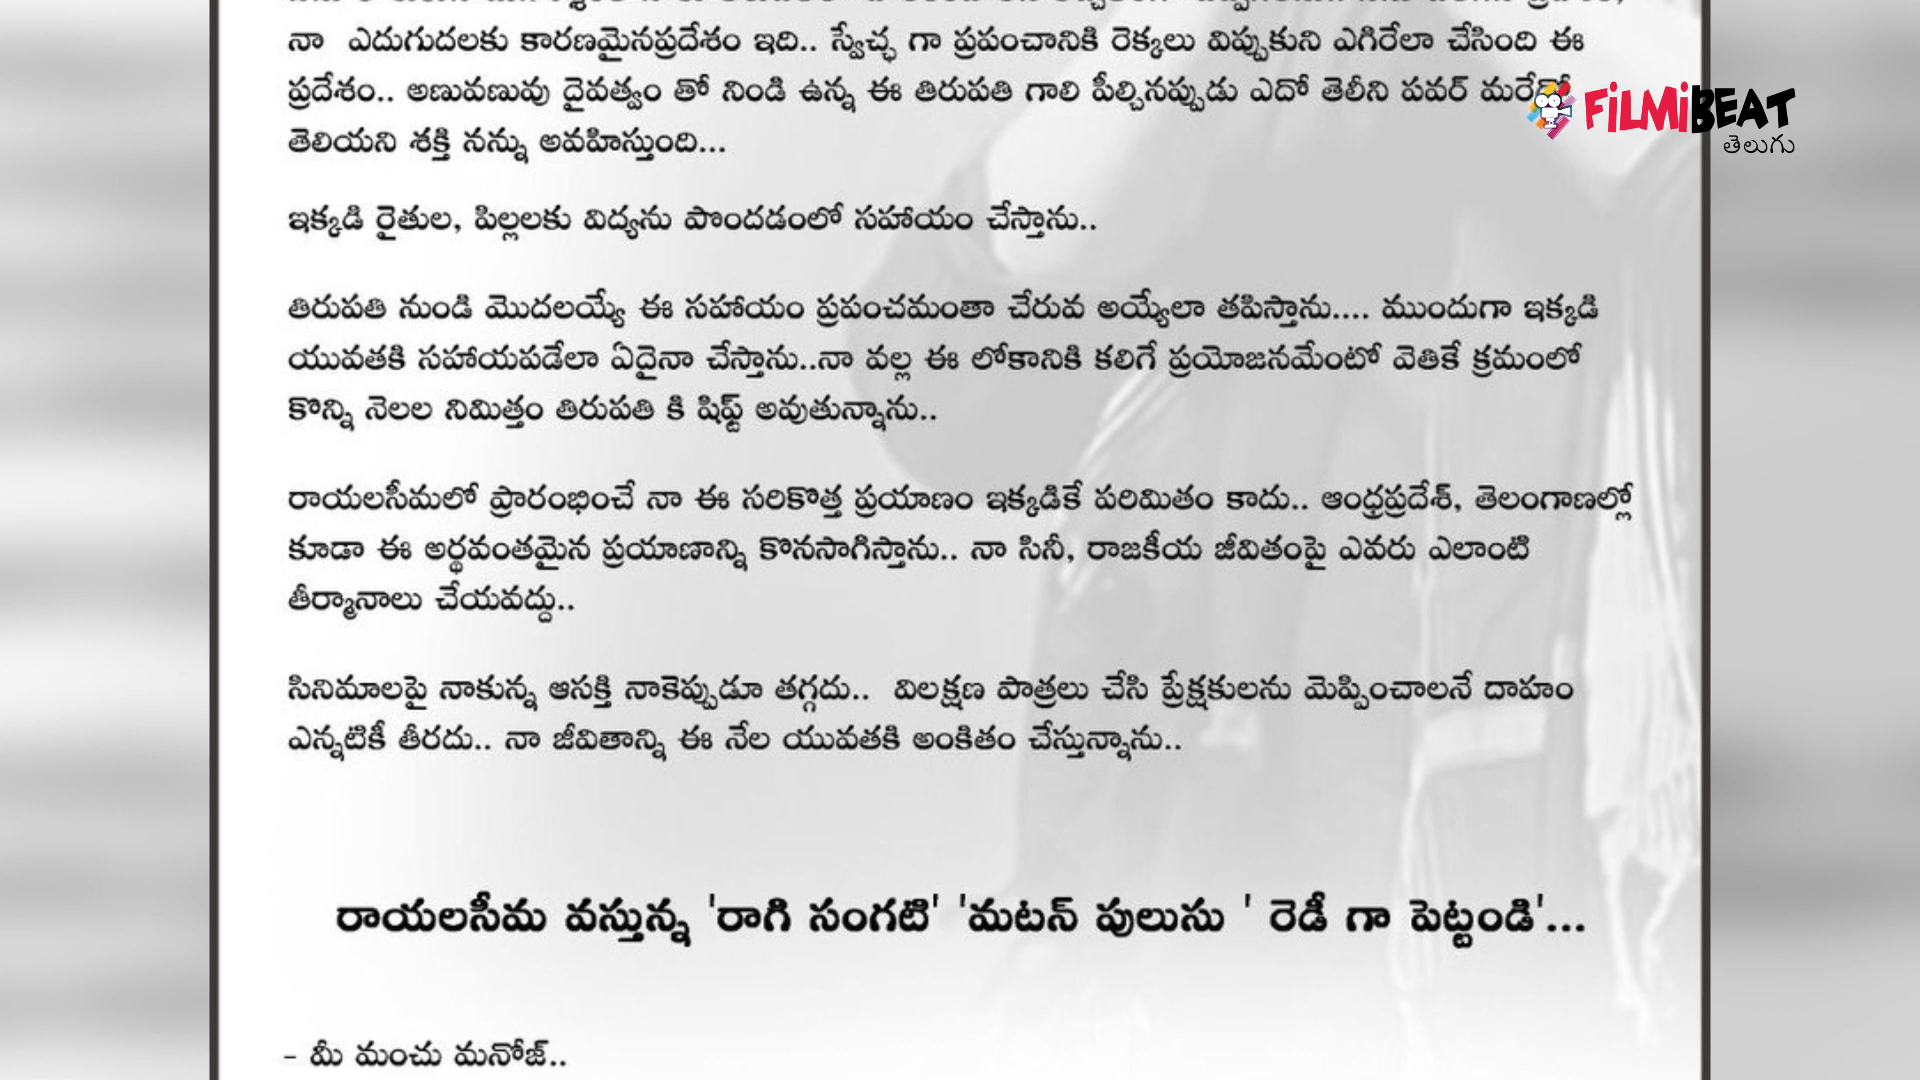 నా ఎదుగుదలకు కారణమైనప్రదేశం ఇది.. స్వేచ్ఛ గా ప్రపంచానికి రెక్కలు విప్పుకుని ఎగిరేలా చేసింది ఈ
ప్రదేశం.. అణువణువు దైవత్వం తో నిండి ఉన్న ఈ తిరుపతి గాలి పీల్చినప్పుడు ఎదో తెలీని పవర్
తెలియని శక్తి నన్ను అవహిస్తుంది...
FiLMiBEAT
తెలుగు
ఇక్కడి రైతుల, పిల్లలకు విద్యను పొందడంలో సహాయం చేస్తాను..
తిరుపతి నుండి మొదలయ్యే ఈ సహాయం ప్రపంచమంతా చేరువ అయ్యేలా తపిస్తాను.... ముందుగా ఇక్కడి
యువతకి సహాయపడేలా ఏదైనా చేస్తాను..నా వల్ల ఈ లోకానికి కలిగే ప్రయోజనమేంటో వెతికే క్రమంలో
కొన్ని నెలల నిమిత్తం తిరుపతి కి షిఫ్ట్ అవుతున్నాను..
రాయలసీమలో ప్రారంభించే నా ఈ సరికొత్త ప్రయాణం ఇక్కడికే పరిమితం కాదు.. ఆంధ్రప్రదేశ్, తెలంగాణల్లో
కూడా ఈ అర్థవంతమైన ప్రయాణాన్ని కొనసాగిస్తాను.. నా సినీ, రాజకీయ జీవితంపై ఎవరు ఎలాంటి
తీర్మానాలు చేయవద్దు..
సినిమాలపై నాకున్న ఆసక్తి నాకెప్పుడూ తగ్గదు.. విలక్షణ పాత్రలు చేసి ప్రేక్షకులను మెప్పించాలనే దాహం
ఎన్నటికీ తీరదు.. నా జీవితాన్ని ఈ నేల యువతకి అంకితం చేస్తున్నాను..
రాయలసీమ వస్తున్న 'రాగి సంగటి' 'మటన్ పులుసు ' రెడీ గా పెట్టండి'...
- మీ మంచు మనోజ్..